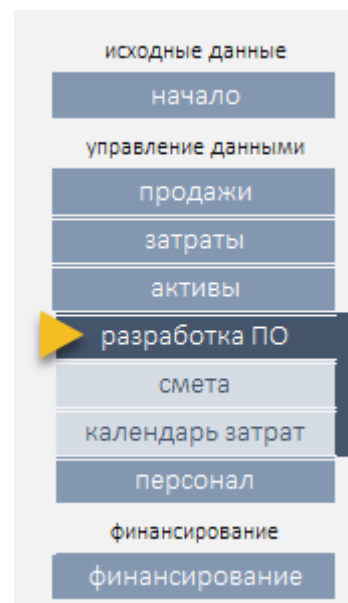 исходные данные
начало
управление данными
продажи
затраты
активы
разработка ПО
смета
календарь затрат
персонал
финансирование
финансирование